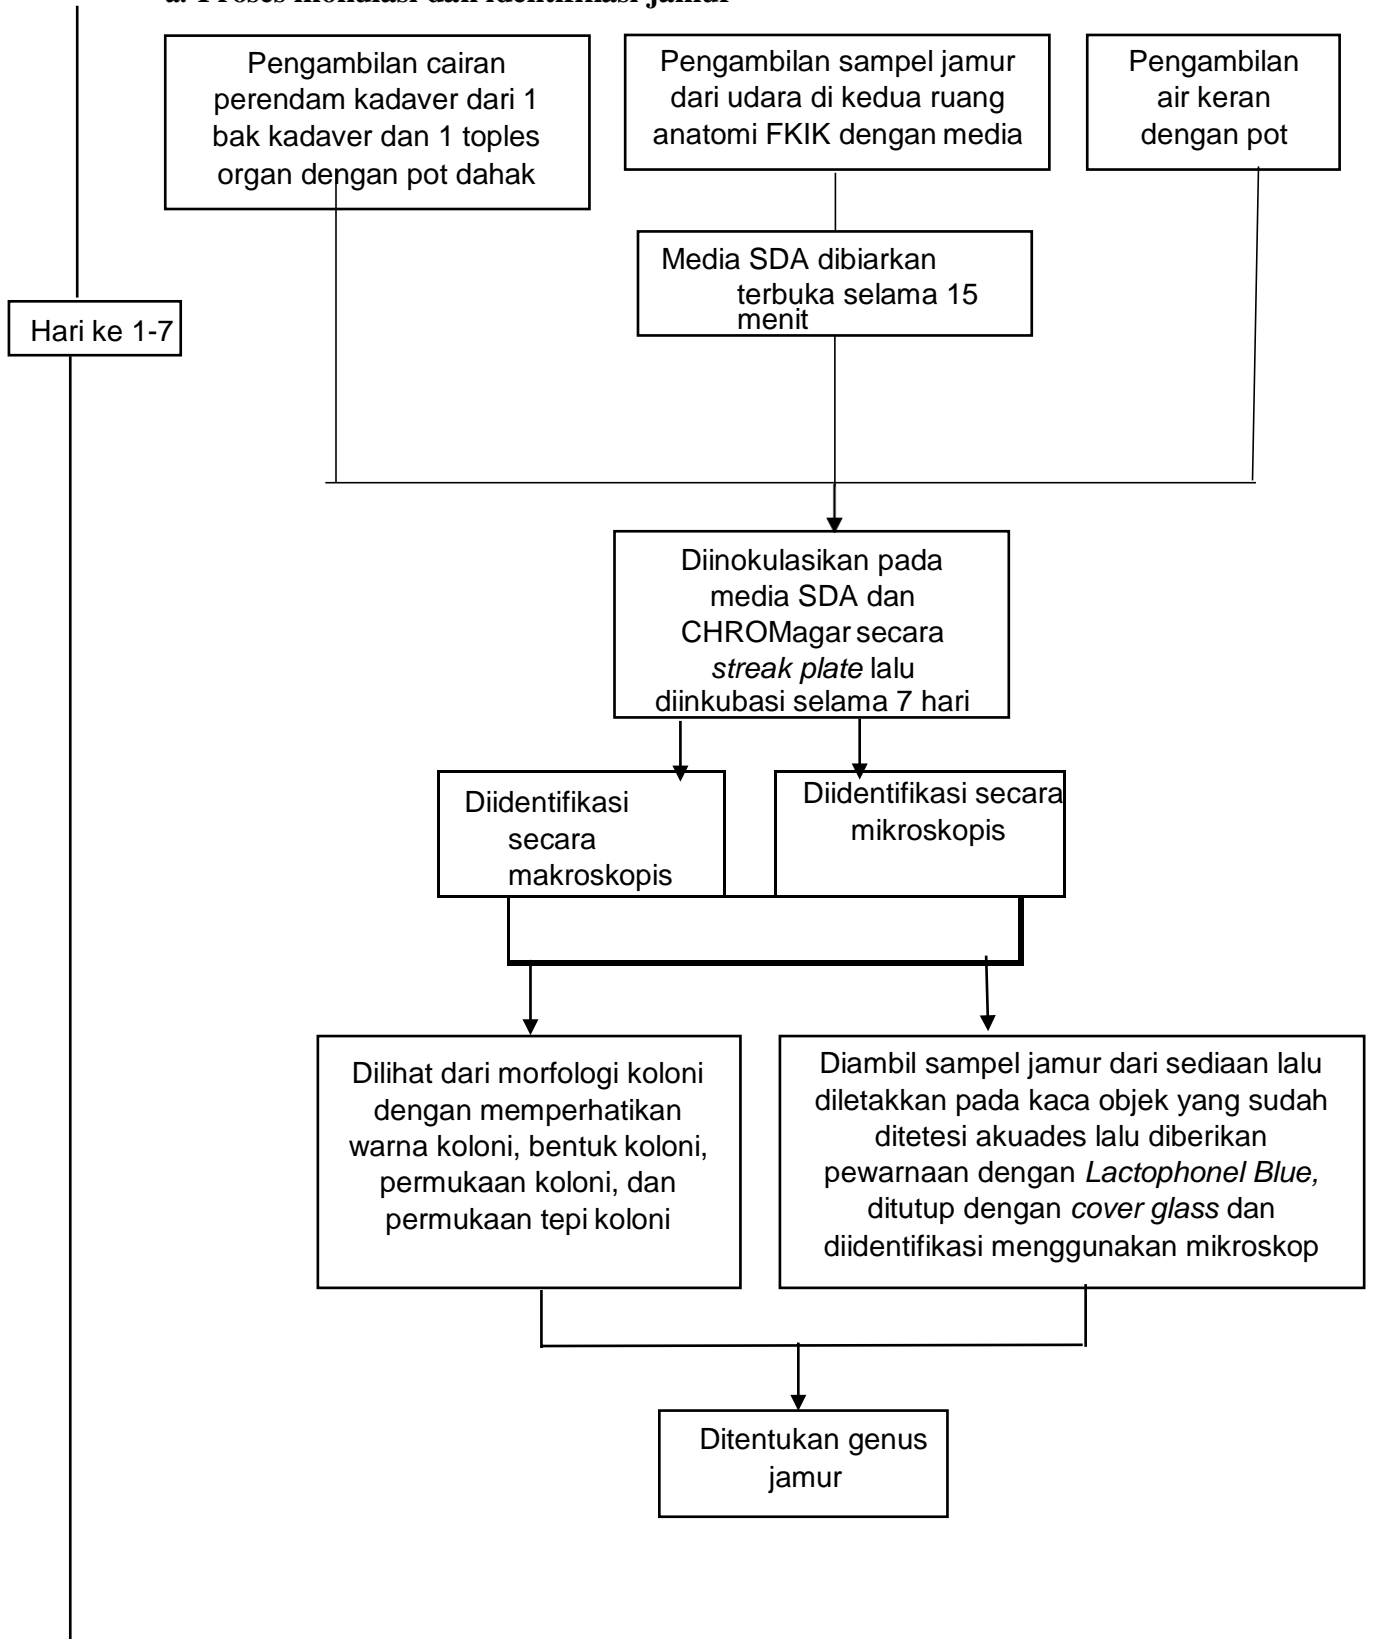 Pengambilan cairan
perendam kadaver dari 1
bak kadaver dan 1 toples
organ dengan pot dahak
Pengambilan sampel jamur
dari udara di kedua ruang
anatomi FKIK dengan media
Pengambilan
air keran
dengan pot
Media SDA dibiarkan
terbuka selama 15
menit
Hari ke 1-7
Diinokulasikan pada
media SDA dan
CHROMagar secara
streak plate lalu
diinkubasi selama 7 hari
Diidentifikasi
secara
makroskopis
Diidentifikasi secara
mikroskopis
Dilihat dari morfologi koloni
dengan memperhatikan
warna koloni, bentuk koloni,
permukaan koloni, dan
permukaan tepi koloni
Diambil sampel jamur dari sediaan lalu
diletakkan pada kaca objek yang sudah
ditetesi akuades lalu diberikan
pewarnaan dengan Lactophonel Blue,
ditutup dengan cover glass dan
diidentifikasi menggunakan mikroskop
Ditentukan genus
jamur